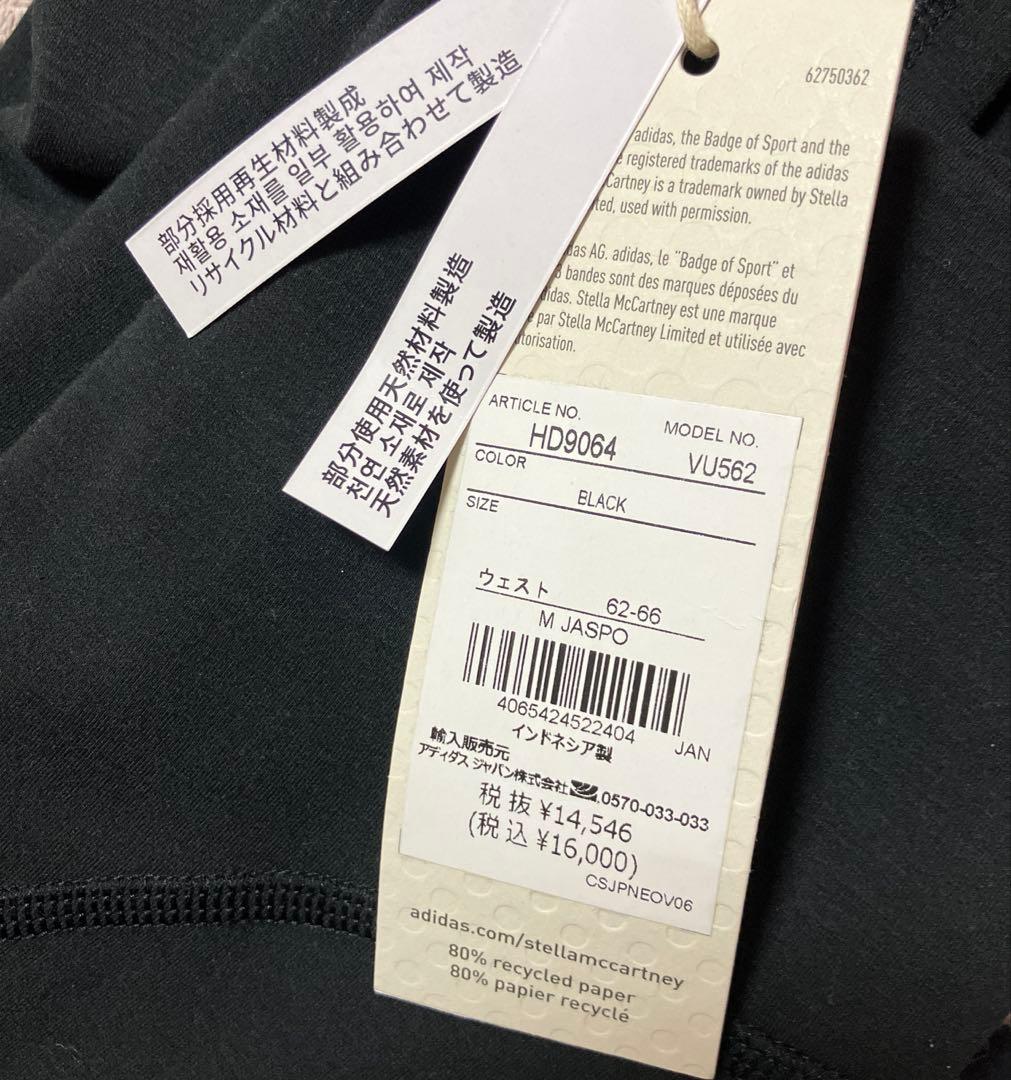 部分採用再生材料製成
재활용 소재를 일부 활용하여 제작
リサイクル材料と組み合わせて製造
部分使用天然材料製造
천연 소재로 제작
天然素材を使って製造
62750362
adidas, the Badge of Sport and the
registered trademarks of the adidas
Cartney is a trademark owned by Stella
used with permission.
AG. adidas, le "Badge of Sport" et
bandes sont des marques déposées du
Stella McCartney est une marque
par Stella McCartney Limited et utilisée avec
ARTICLE NO.
MODEL NO.
HD9064
VU562
COLOR
BLACK
SIZE
ウェスト 62-66
M JASPO
4065424522404
JAN
インドネシア製
輸入販売元
アディダス ジャパン株式会社 0570-033-033
税抜 ¥14,546
(税込 ¥16,000)
CSJPNEOV06
adidas.com/stellamccartney
80% recycled paper
80% papier recyclé